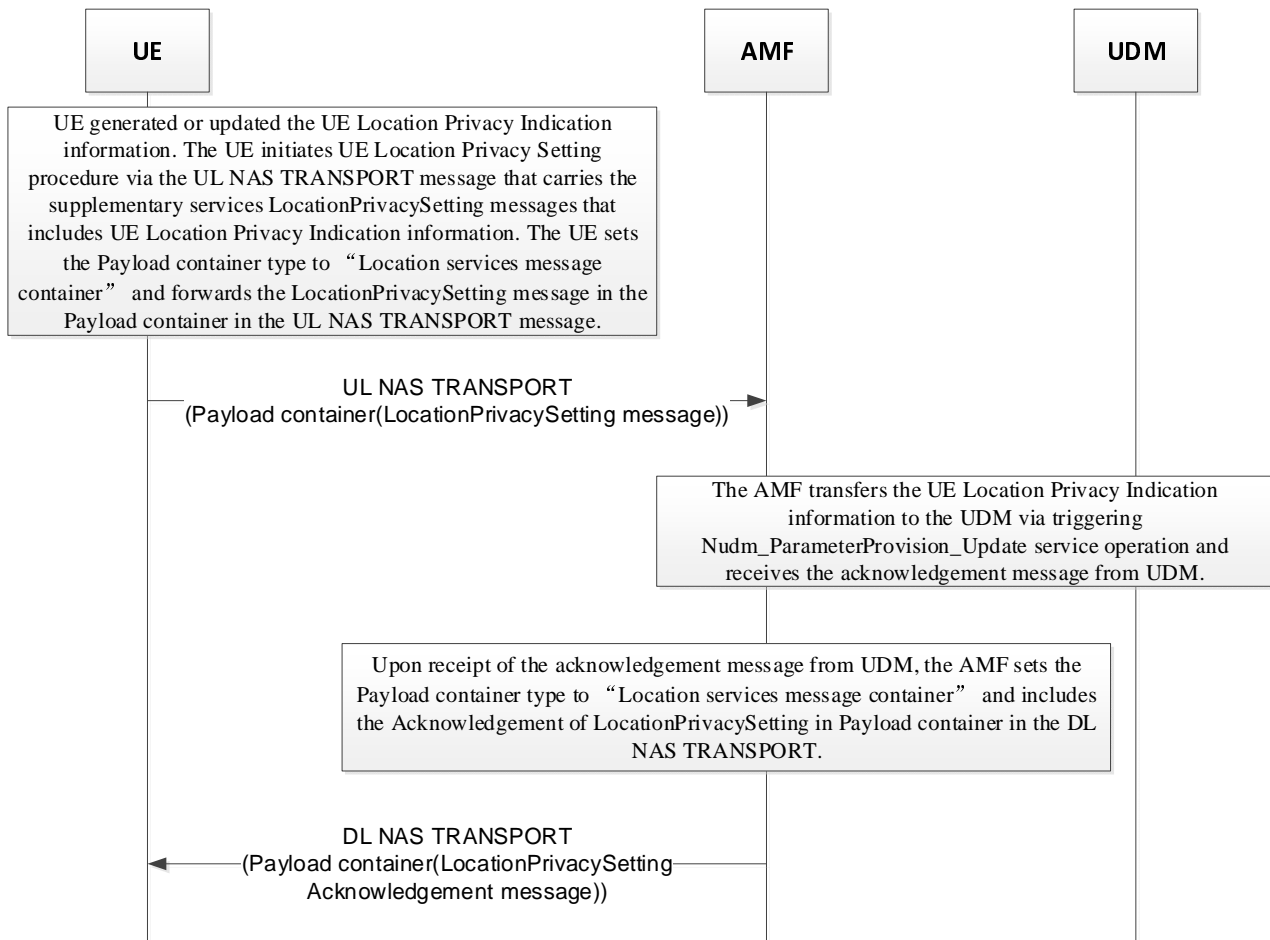 UE
AMF
UDM
UE generated or updated the UE Location Privacy Indication
information. The UE initiates UE Location Privacy Setting
procedure via the UL NAS TRANSPORT message that carries the
supplementary services LocationPrivacySetting messages that
includes UE Location Privacy Indication information. The UE sets
the Payload container type to “Location services message
container” and forwards the LocationPrivacySetting message in the
Payload container in the UL NAS TRANSPORT message.
UL NAS TRANSPORT
(Payload container(LocationPrivacySetting message))
The AMF transfers the UE Location Privacy Indication
information to the UDM via triggering
Nudm_ParameterProvision_Update service operation and
receives the acknowledgement message from UDM.
Upon receipt of the acknowledgement message from UDM, the AMF sets the
Payload container type to “Location services message container” and includes
the Acknowledgement of LocationPrivacySetting in Payload container in the DL
NAS TRANSPORT.
DL NAS TRANSPORT
(Payload container(LocationPrivacySetting
Acknowledgement message))